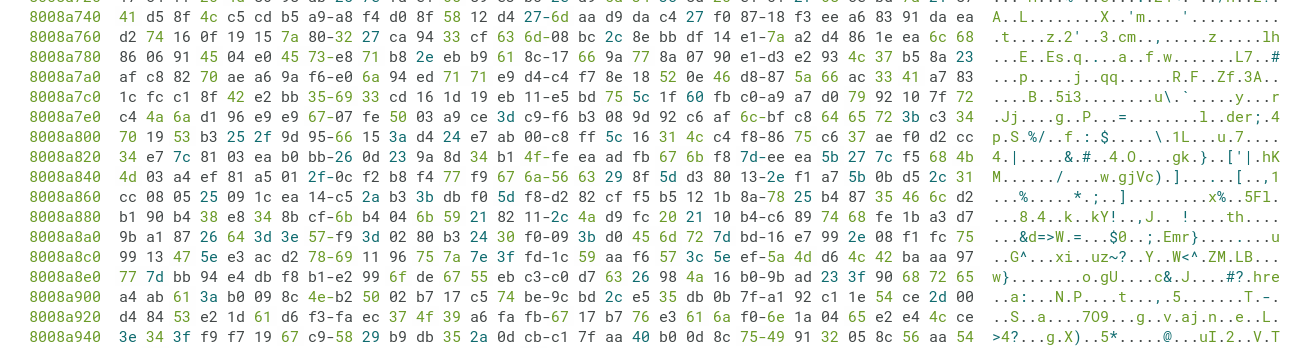 8008a740 41 d5 8f 4c c5 cd b5 a9-a8 f4 d0 8f 58 12 d4 27-6d aa d9 da c4 27 f0 87-18 f3 ee a6 83 91 da ea A..L.......X..'m....'..........
8008a760 d2 74 16 0f 19 15 7a 80-32 27 ca 94 33 cf 63 6d-08 bc 2c 8e bb df 14 e1-7a a2 d4 86 1e ea 6c 68 .t....z.2'..3.cm..,.....z.....lh
8008a780 86 06 91 45 04 e0 45 73-e8 71 b8 2e eb b9 61 8c-17 66 9a 77 8a 07 90 e1-d3 e2 93 4c 37 b5 8a 23 ...E..Es.q....a..f.w.......L7..#
8008a7a0 af c8 82 70 ae a6 9a f6-e0 6a 94 ed 71 71 e9 d4-c4 f7 8e 18 52 0e 46 d8-87 5a 66 ac 33 41 a7 83 ...p.....j..qq......R.F..Zf.3A..
8008a7c0 1c fc c1 8f 42 e2 bb 35-69 33 cd 16 1d 19 eb 11-e5 bd 75 5c 1f 60 fb c0-a9 a7 d0 79 92 10 7f 72 ....B..5i3........u\.`.....y...r
8008a7e0 c4 4a 6a d1 96 e9 e9 67-07 fe 50 03 a9 ce 3d c9-f6 b3 08 9d 92 c6 af 6c-bf c8 64 65 72 3b c3 34 .Jj....g..P...=........l..der;.4
8008a800 70 19 53 b3 25 2f 9d 95-66 15 3a d4 24 e7 ab 00-c8 ff 5c 16 31 4c c4 f8-86 75 c6 37 ae f0 d2 cc p.S.%/..f.:.$.....\.1L...u.7....
8008a820 34 e7 7c 81 03 ea b0 bb-26 0d 23 9a 8d 34 b1 4f-fe ea ad fb 67 6b f8 7d-ee ea 5b 27 7c f5 68 4b 4.|.....&.#..4.O....gk.}..['|.hK
8008a840 4d 03 a4 ef 81 a5 01 2f-0c f2 b8 f4 77 f9 67 6a-56 63 29 8f 5d d3 80 13-2e f1 a7 5b 0b d5 2c 31 M....../....w.gjVc).]......[..,1
8008a860 cc 08 05 25 09 1c ea 14-c5 2a b3 3b db f0 5d f8-d2 82 cf f5 b5 12 1b 8a-78 25 b4 87 35 46 6c d2 ...%.....*.;..].........x%..5Fl.
8008a880 b1 90 b4 38 e8 34 8b cf-6b b4 04 6b 59 21 82 11-2c 4a d9 fc 20 21 10 b4-c6 89 74 68 fe 1b a3 d7 ...8.4..k..kY!..,J.. !....th....
8008a8a0 9b a1 87 26 64 3d 3e 57-f9 3d 02 80 b3 24 30 f0-09 3b d0 45 6d 72 7d bd-16 e7 99 2e 08 f1 fc 75 ...&d=>W.=...$0..;.Emr}........u
8008a8c0 99 13 47 5e e3 ac d2 78-69 11 96 75 7a 7e 3f fd-1c 59 aa f6 57 3c 5e ef-5a 4d d6 4c 42 ba aa 97 ..G^...xi..uz~?..Y..W<^.ZM.LB...
8008a8e0 77 7d bb 94 e4 db f8 b1-e2 99 6f de 67 55 eb c3-c0 d7 63 26 98 4a 16 b0-9b ad 23 3f 90 68 72 65 w}........o.gU....c&.J....#?.hre
8008a900 a4 ab 61 3a b0 09 8c 4e-b2 50 02 b7 17 c5 74 be-9c bd 2c e5 35 db 0b 7f-a1 92 c1 1e 54 ce 2d 00 ..a:...N.P....t...,.5.......T.-.
8008a920 d4 84 53 e2 1d 61 d6 f3-fa ec 37 4f 39 a6 fa fb-67 17 b7 76 e3 61 6a f0-6e 1a 04 65 e2 e4 4c ce ..S..a....7O9...g..v.aj.n..e..L.
8008a940 3e 34 3f f9 f7 19 67 c9-58 29 b9 db 35 2a 0d cb-c1 7f aa 40 b0 0d 8c 75-49 91 32 05 8c 56 aa 54 >4?...g.X)..5*.....@...uI.2..V.T